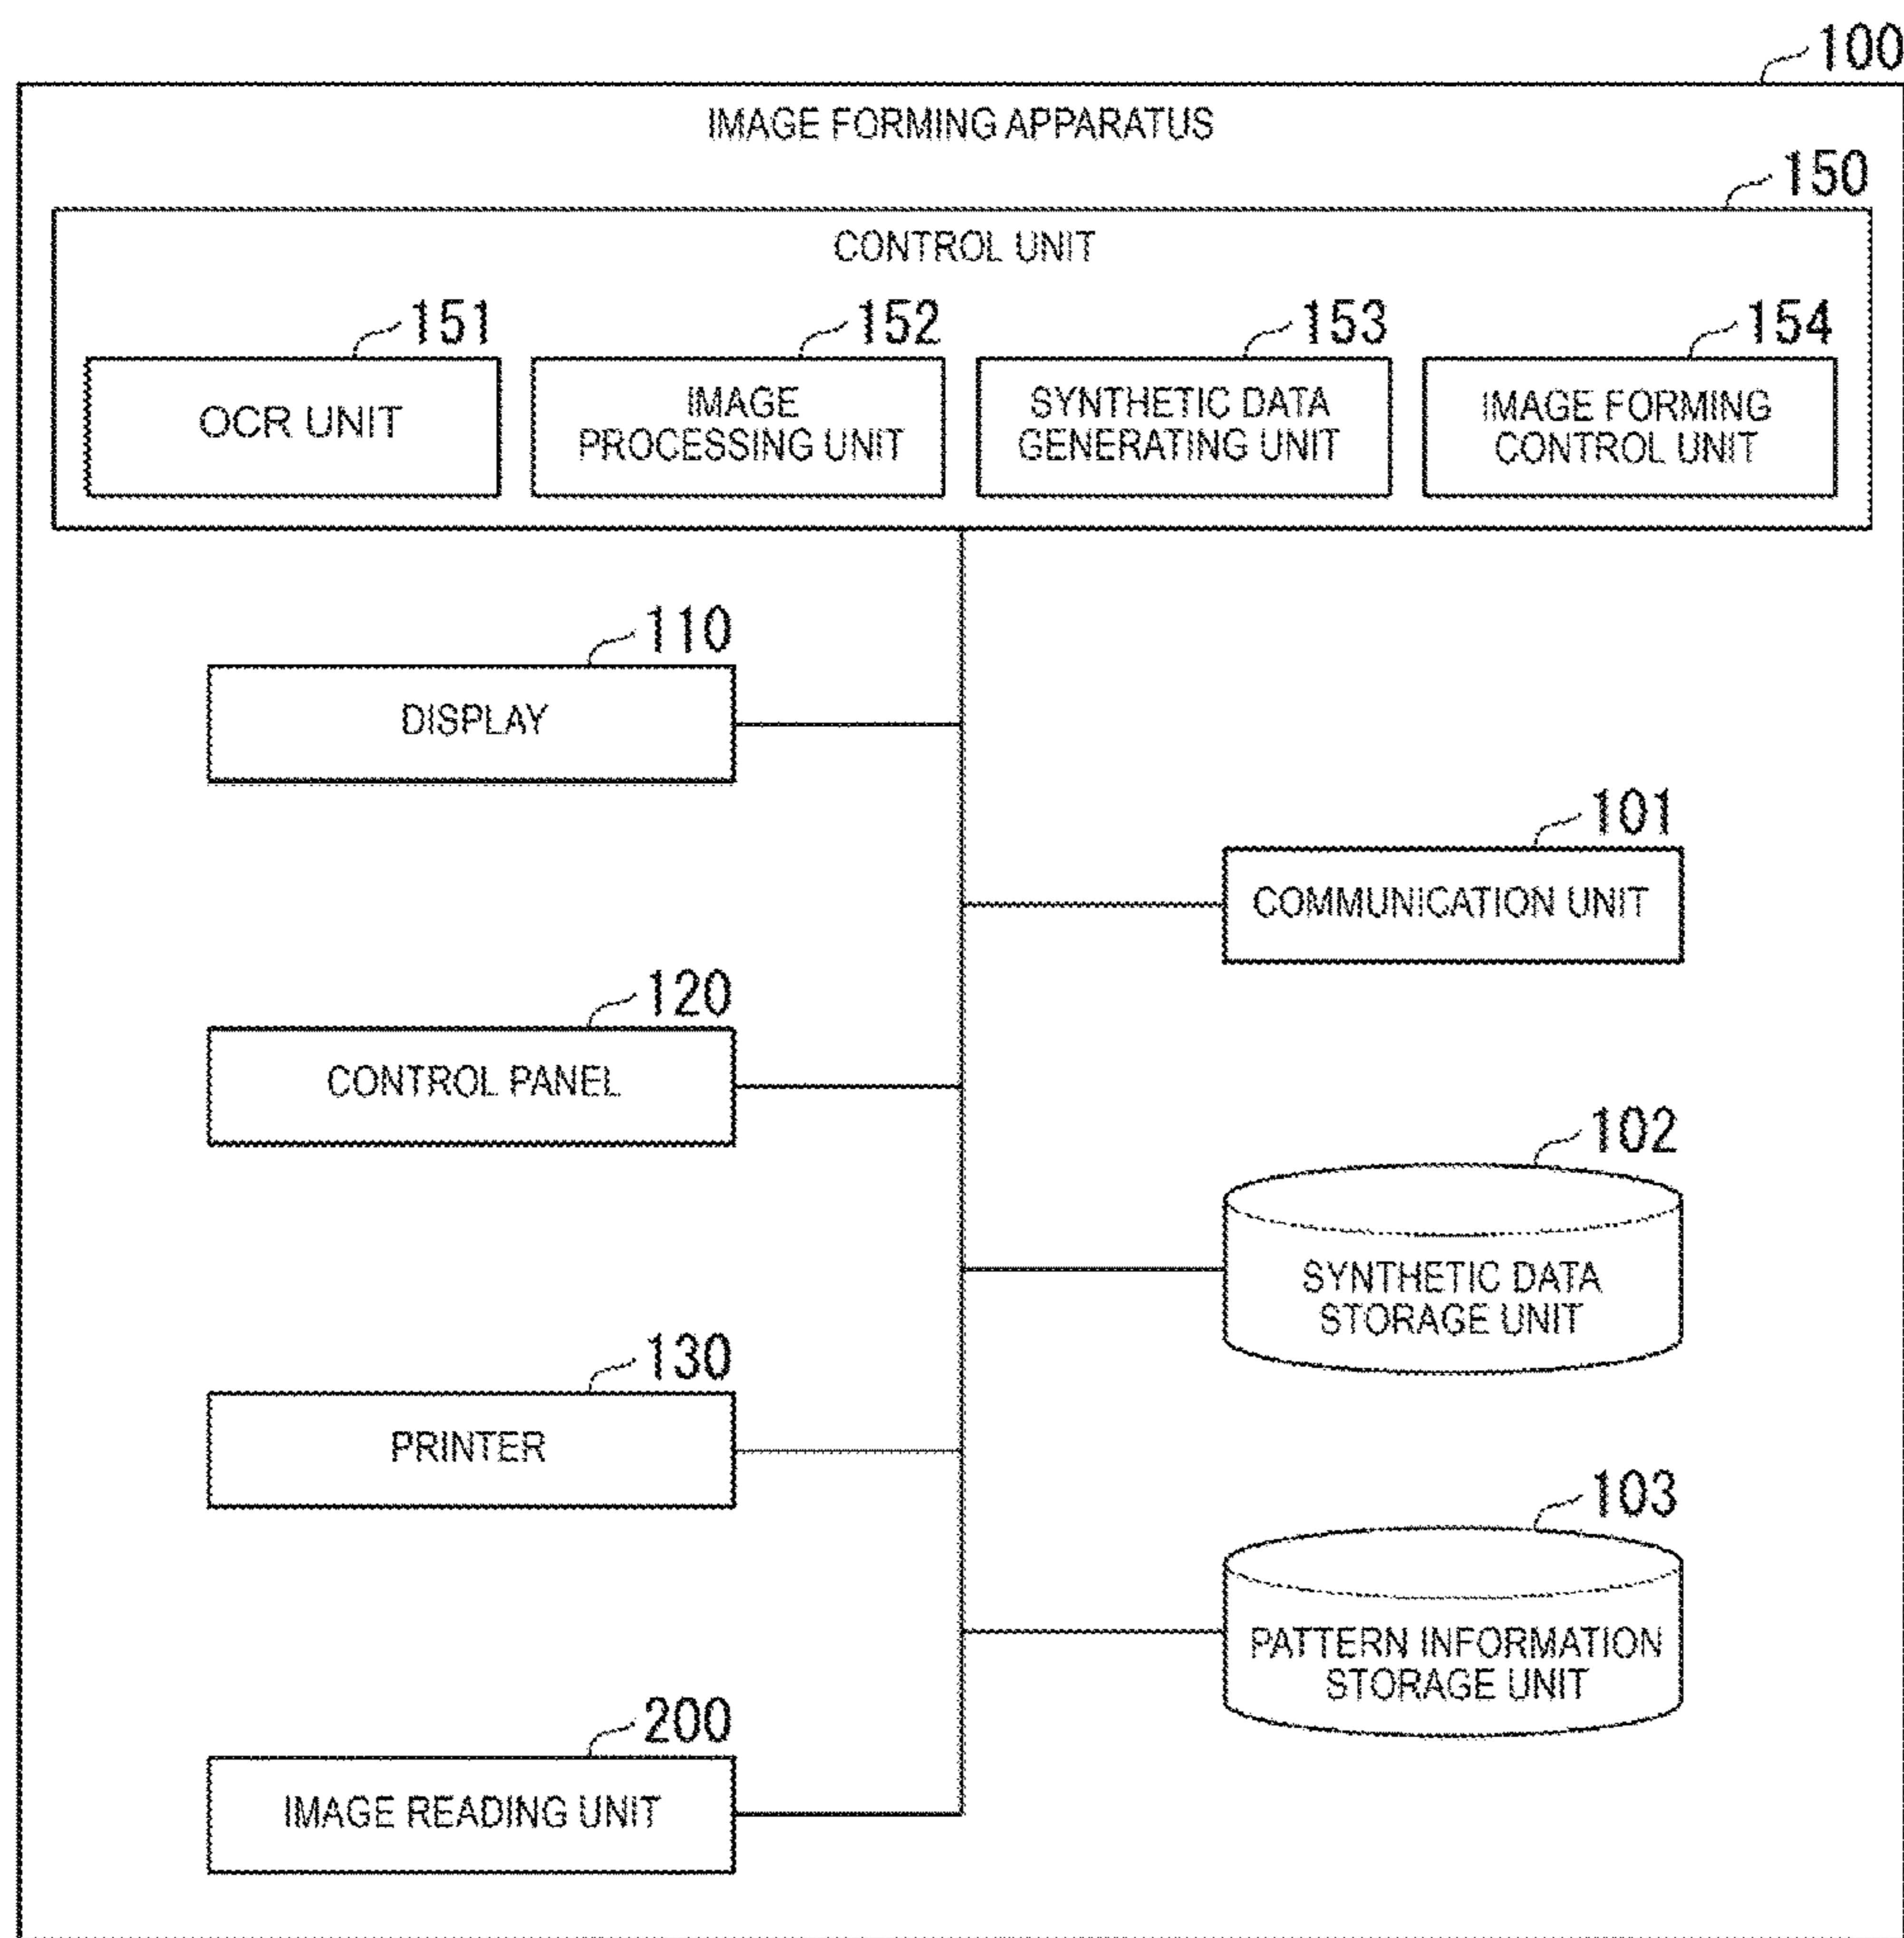 100
IMAGE FORMING APPARATUS
150
CONTROL UNIT
151
152
153
154
OCR UNIT
IMAGE
PROCESSING UNIT
SYNTHETIC DATA
GENERATING UNIT
IMAGE FORMING
CONTROL UNIT
110
DISPLAY
101
COMMUNICATION UNIT
120
CONTROL PANEL
102
SYNTHETIC DATA
STORAGE UNIT
130
PRINTER
103
PATTERN INFORMATION
STORAGE UNIT
200
IMAGE READING UNIT